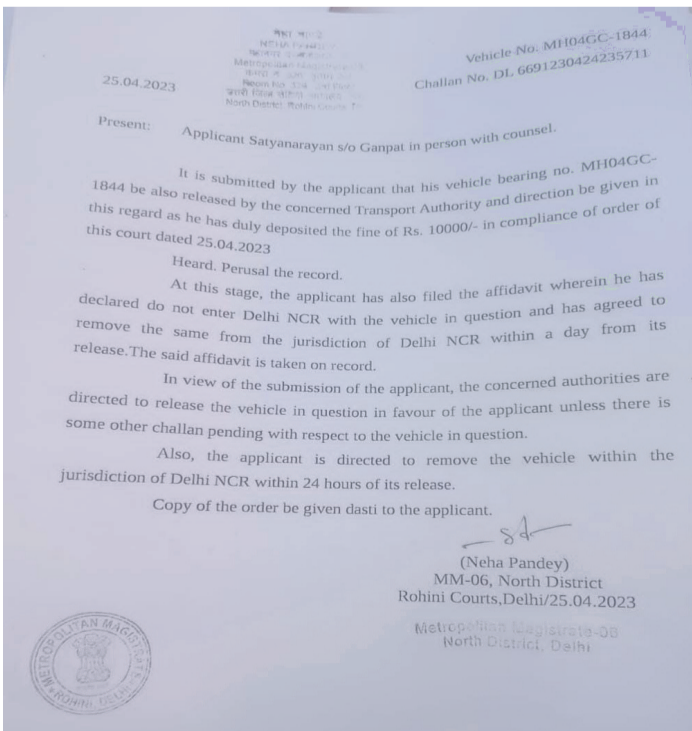 Vehicle No. MH04GC-1844
Challan No. DL 6691230424235711
NEHA PANDEY
Metropolitan Magistrate
North District, Rohini Courts,
25.04.2023
Present: Applicant Satyanarayan s/o Ganpat in person with counsel.
It is submitted by the applicant that his vehicle bearing no. MH04GC-
1844 be also released by the concerned Transport Authority and direction be given in
this regard as he has duly deposited the fine of Rs. 10000/- in compliance of order of
this court dated 25.04.2023
Heard. Perusal the record.
At this stage, the applicant has also filed the affidavit wherein he has
declared do not enter Delhi NCR with the vehicle in question and has agreed to
remove the same from the jurisdiction of Delhi NCR within a day from its
release.The said affidavit is taken on record.
In view of the submission of the applicant, the concerned authorities are
directed to release the vehicle in question in favour of the applicant unless there is
some other challan pending with respect to the vehicle in question.
Also, the applicant is directed to remove the vehicle within the
jurisdiction of Delhi NCR within 24 hours of its release.
Copy of the order be given dasti to the applicant.
sd
(Neha Pandey)
MM-06, North District
Rohini Courts,Delhi/25.04.2023
Metropolitan Magistrate-06
North District, Delhi
METROPOLITAN MAGISTRATE
ROHINI, DELHI